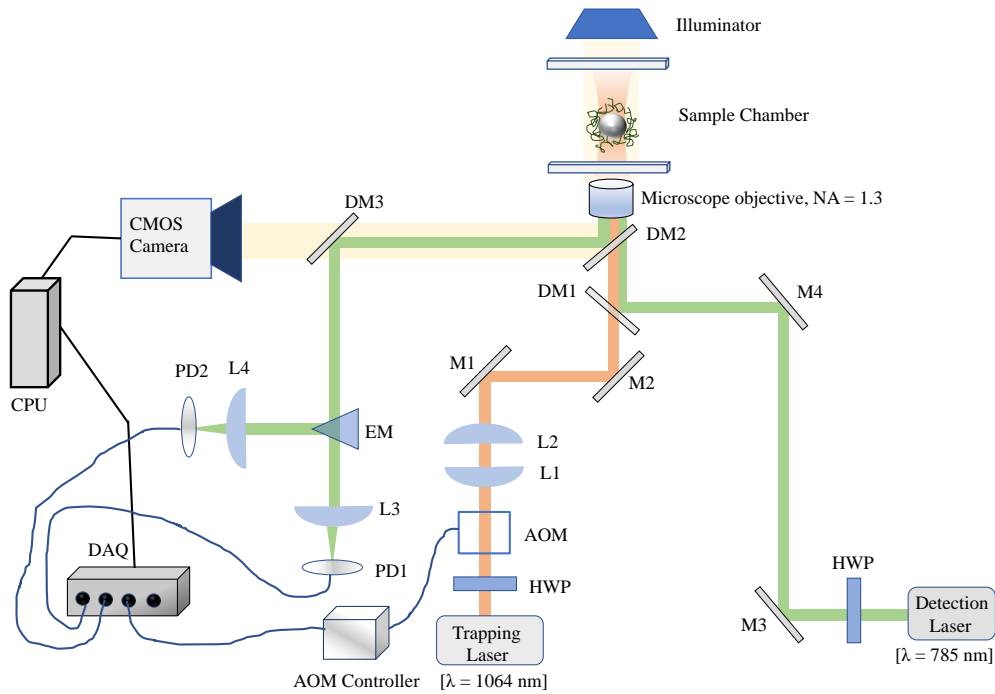 Illuminator
Sample Chamber
Microscope objective, NA = 1.3
DM3
CMOS
Camera
DM2
DM1
M4
M1
M2
L4
PD2
CPU
EM
L2
L1
L3
AOM
DAQ
PD1
HWP
HWP
M3
Detection
Laser
Trapping
Laser
[λ = 785 nm]
AOM Controller
[λ = 1064 nm]